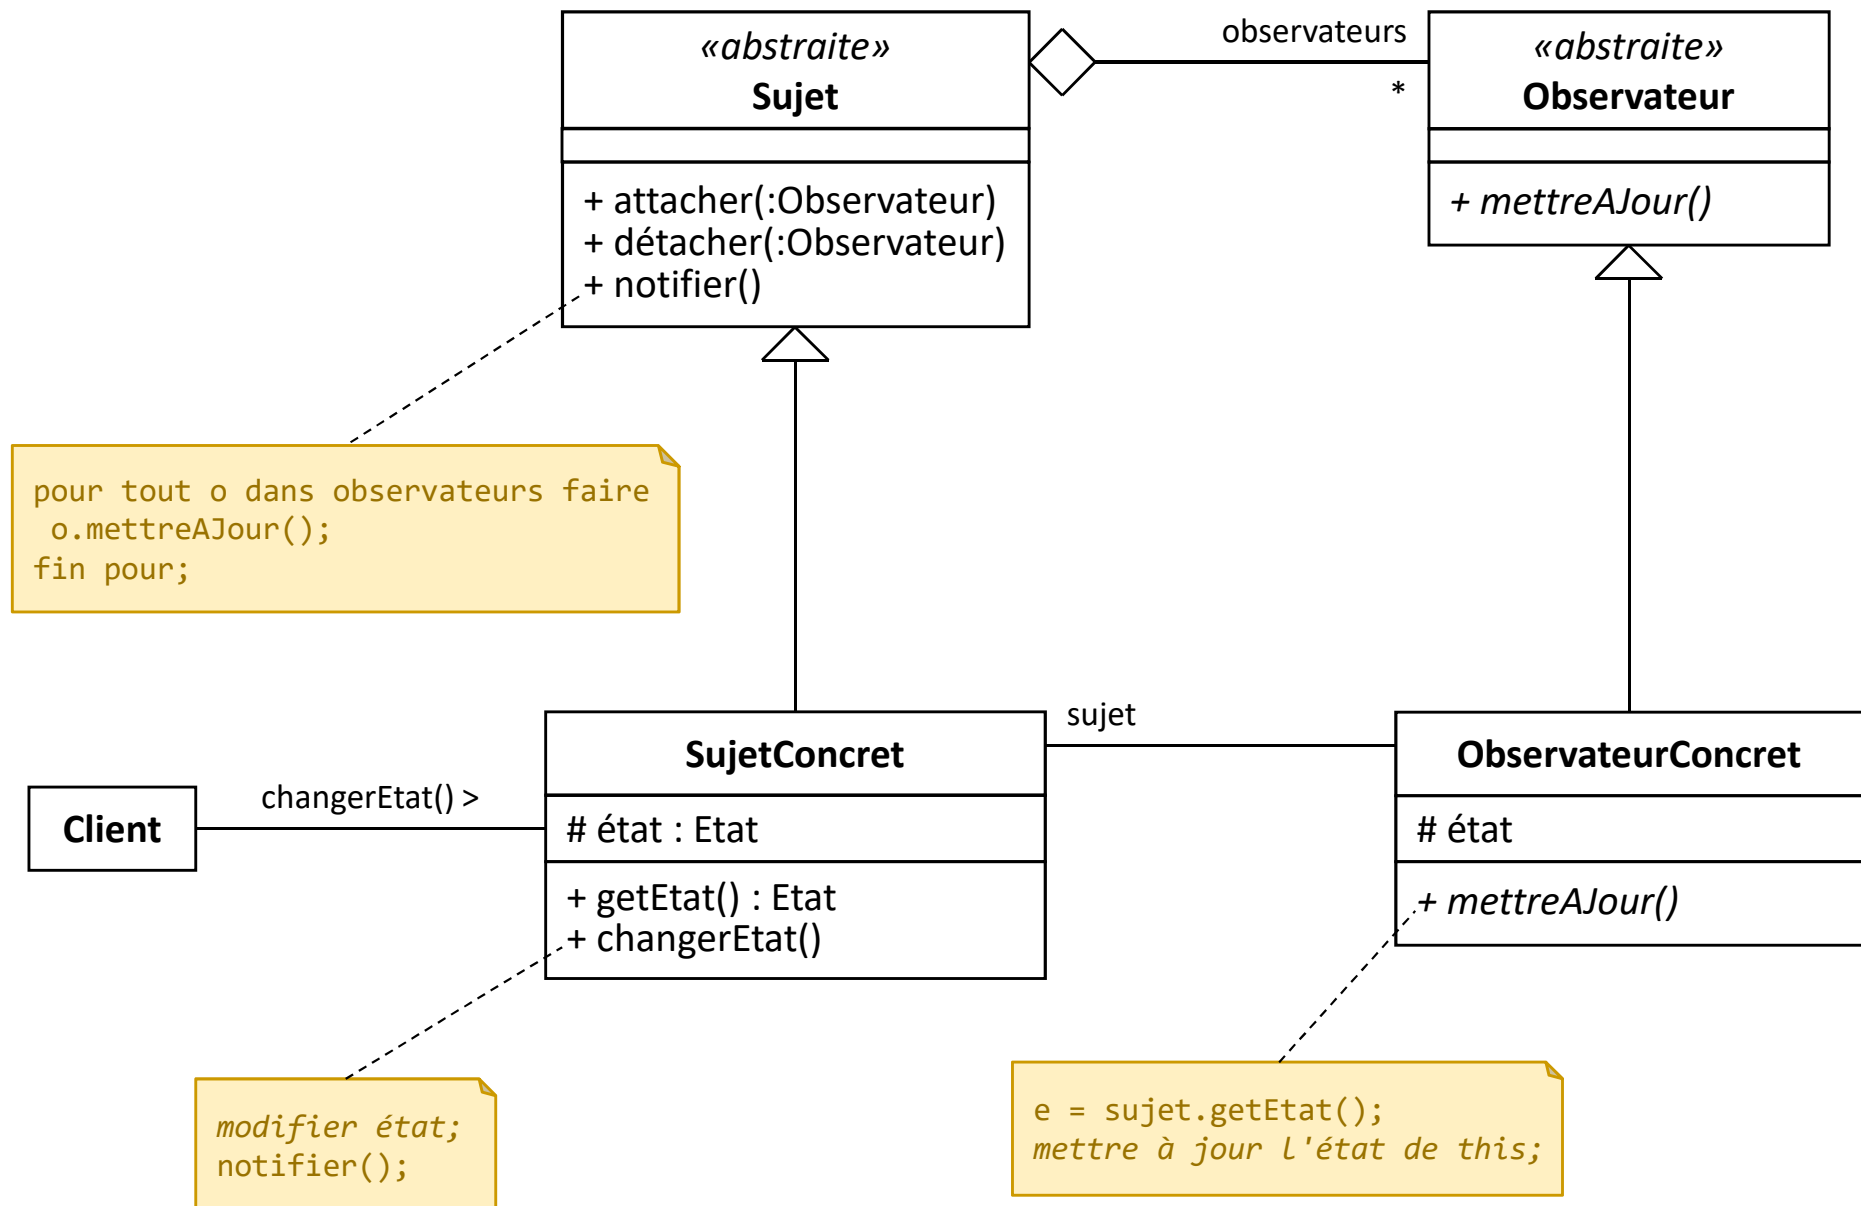 «abstraite»
Sujet
+ attacher(:Observateur)
+ détacher(:Observateur)
+ notifier()
observateurs
*
«abstraite»
Observateur
+ mettreAJour()
pour tout o dans observateurs faire
o.mettreAJour();
fin pour;
Client
changerEtat() >
SujetConcret
# état : Etat
+ getEtat() : Etat
+ changerEtat()
sujet
ObservateurConcret
# état
+ mettreAJour()
modifier état;
notifier();
e = sujet.getEtat();
mettre à jour l'état de this;